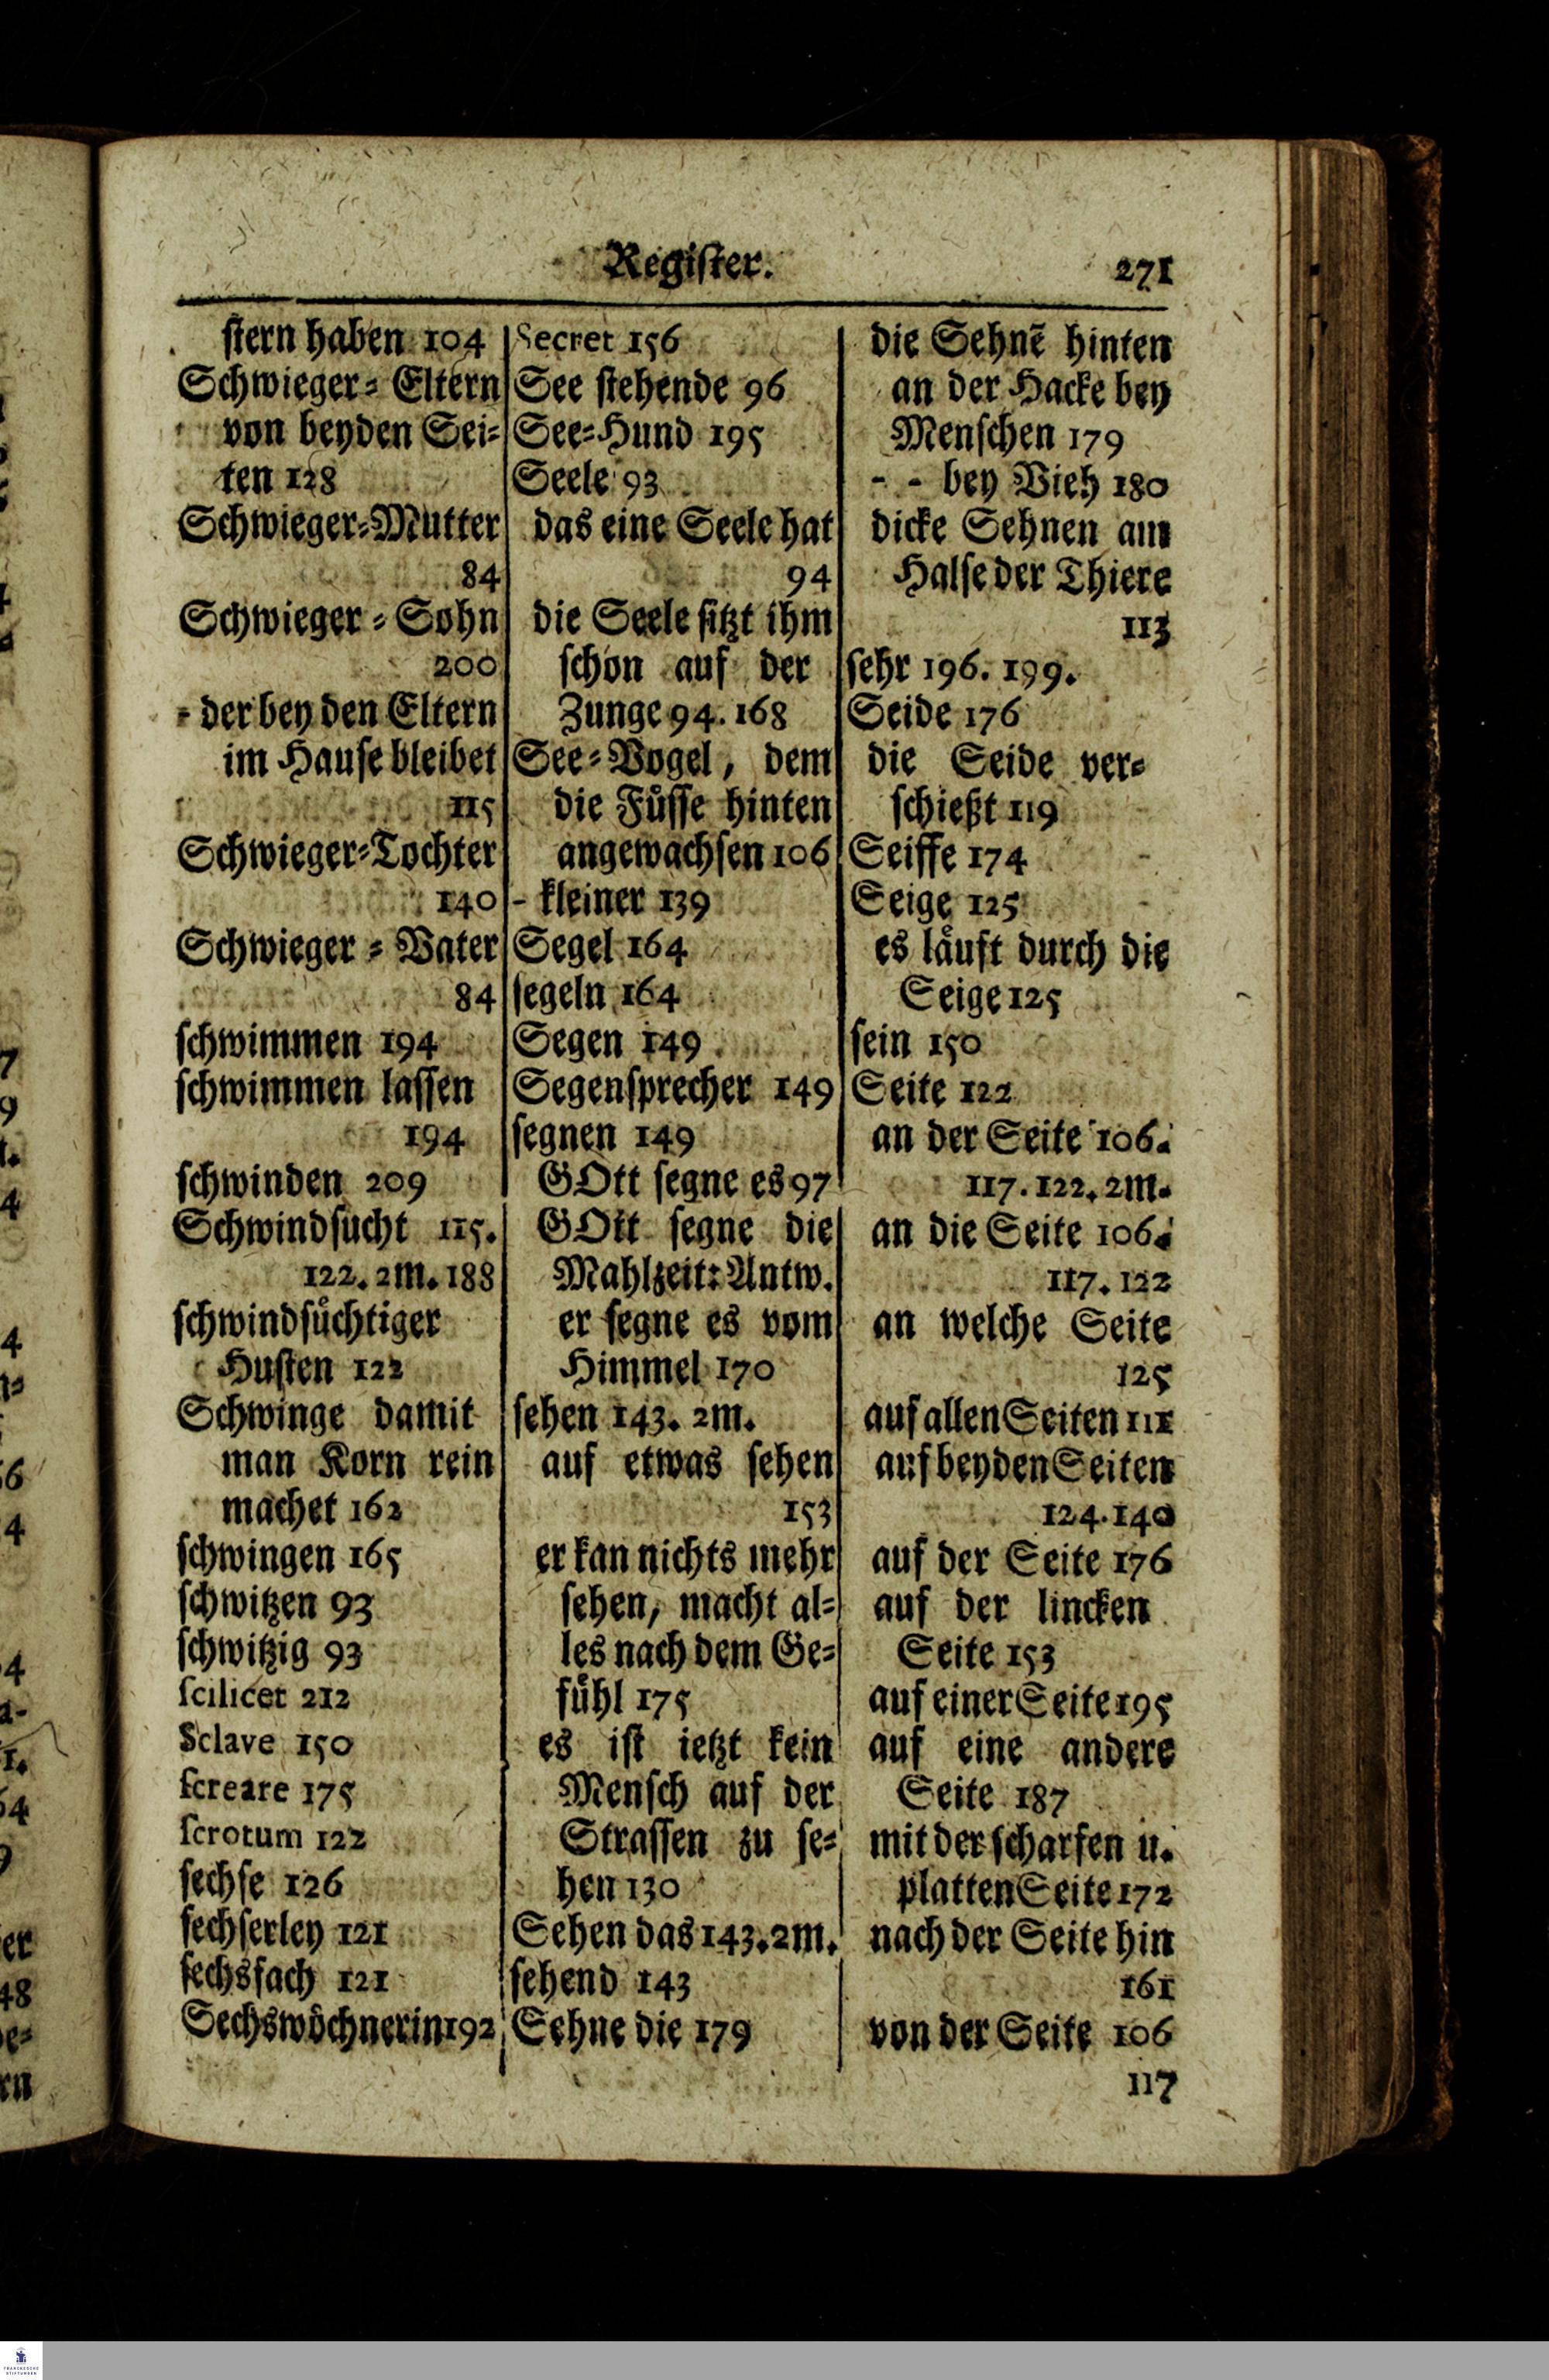 Regiſter. 271
ſtern haben 104
Schwieger⸗Eltern
von beyden Sei⸗
ten 128
Schwieger⸗Mutter
84
Schwieger⸗Sohn
200
- der bey den Eltern
im Hauſe bleibet
115
Schwieger⸗Tochter
140
Schwieger⸗Vater
84
ſchwimmen 194
ſchwimmen laſſen
194
ſchwinden 209
Schwindſucht 115.
122. 2m. 188
ſchwindſuͤchtiger
Huſten 122
Schwinge damit
man Korn rein
machet 162
ſchwingen 165
ſchwitzen 93
ſchwitzig 93
ſcilicet 212
Sclave 150
ſcreare 175
ſcrotum 122
ſechſe 126
ſechſerley 121
ſechsfach 121
Sechswoͤchnerin 192
Secret 156
See ſtehende 96
See⸗Hund 195
Seele 93
das eine Seele hat
94
die Seele ſitzt ihm
ſchon auf der
Zunge 94. 168
See⸗Vogel, dem
die Fuͤſſe hinten
angewachſen 106
- kleiner 139
Segel 164
ſegeln 164
Segen 149
Segenſprecher 149
ſegnen 149
GOtt ſegne es 97
GOtt ſegne die
Mahlzeit: Antw.
er ſegne es vom
Himmel 170
ſehen 143. 2m.
auf etwas ſehen
153
er kan nichts mehr
ſehen, macht al⸗
les nach dem Ge⸗
fuͤhl 175
es iſt ietzt kein
Menſch auf der
Straſſen zu ſe⸗
hen 130
Sehen das 143. 2m.
ſehend 143
Sehne die 179
die Sehnē hinten
an der Hacke bey
Menſchen 179
- - bey Vieh 180
dicke Sehnen am
Halſe der Thiere
113
ſehr 196. 199.
Seide 176
die Seide ver⸗
ſchießt 119
Seiffe 174
Seige 125
es laͤuft durch die
Seige 125
ſein 150
Seite 122
an der Seite 106.
117. 122. 2m.
an die Seite 106.
117. 122
an welche Seite
125
auf allen Seiten 111
auf beyden Seiten
124. 140
auf der Seite 176
auf der lincken
Seite 153
auf einer Seite 195
auf eine andere
Seite 187
mit der ſcharfen u.
platten Seite 172
nach der Seite hin
161
von der Seite 106
117
FRANCKESCHE
STIFTUNGEN